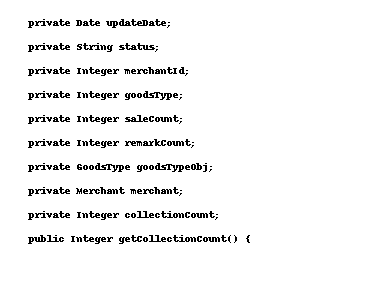 private Date updateDate;
private String status;
private Integer merchantId;
private Integer goodsType;
private Integer saleCount;
private Integer remarkCount;
private GoodsType goodsTypeObj;
private Merchant merchant;
private Integer collectionCount;
public Integer getCollectionCount() {